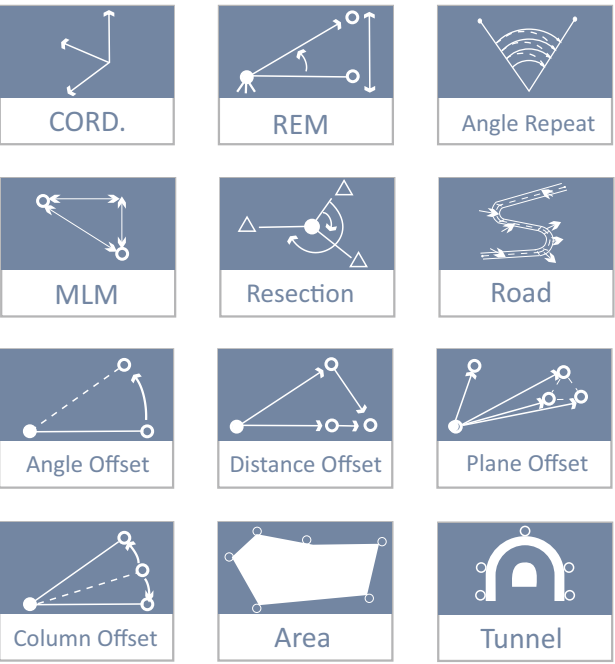 CORD.
REM
Angle Repeat
MLM
Resection
Road
Angle Offset
Distance Offset
Plane Offset
Column Offset
Area
Tunnel